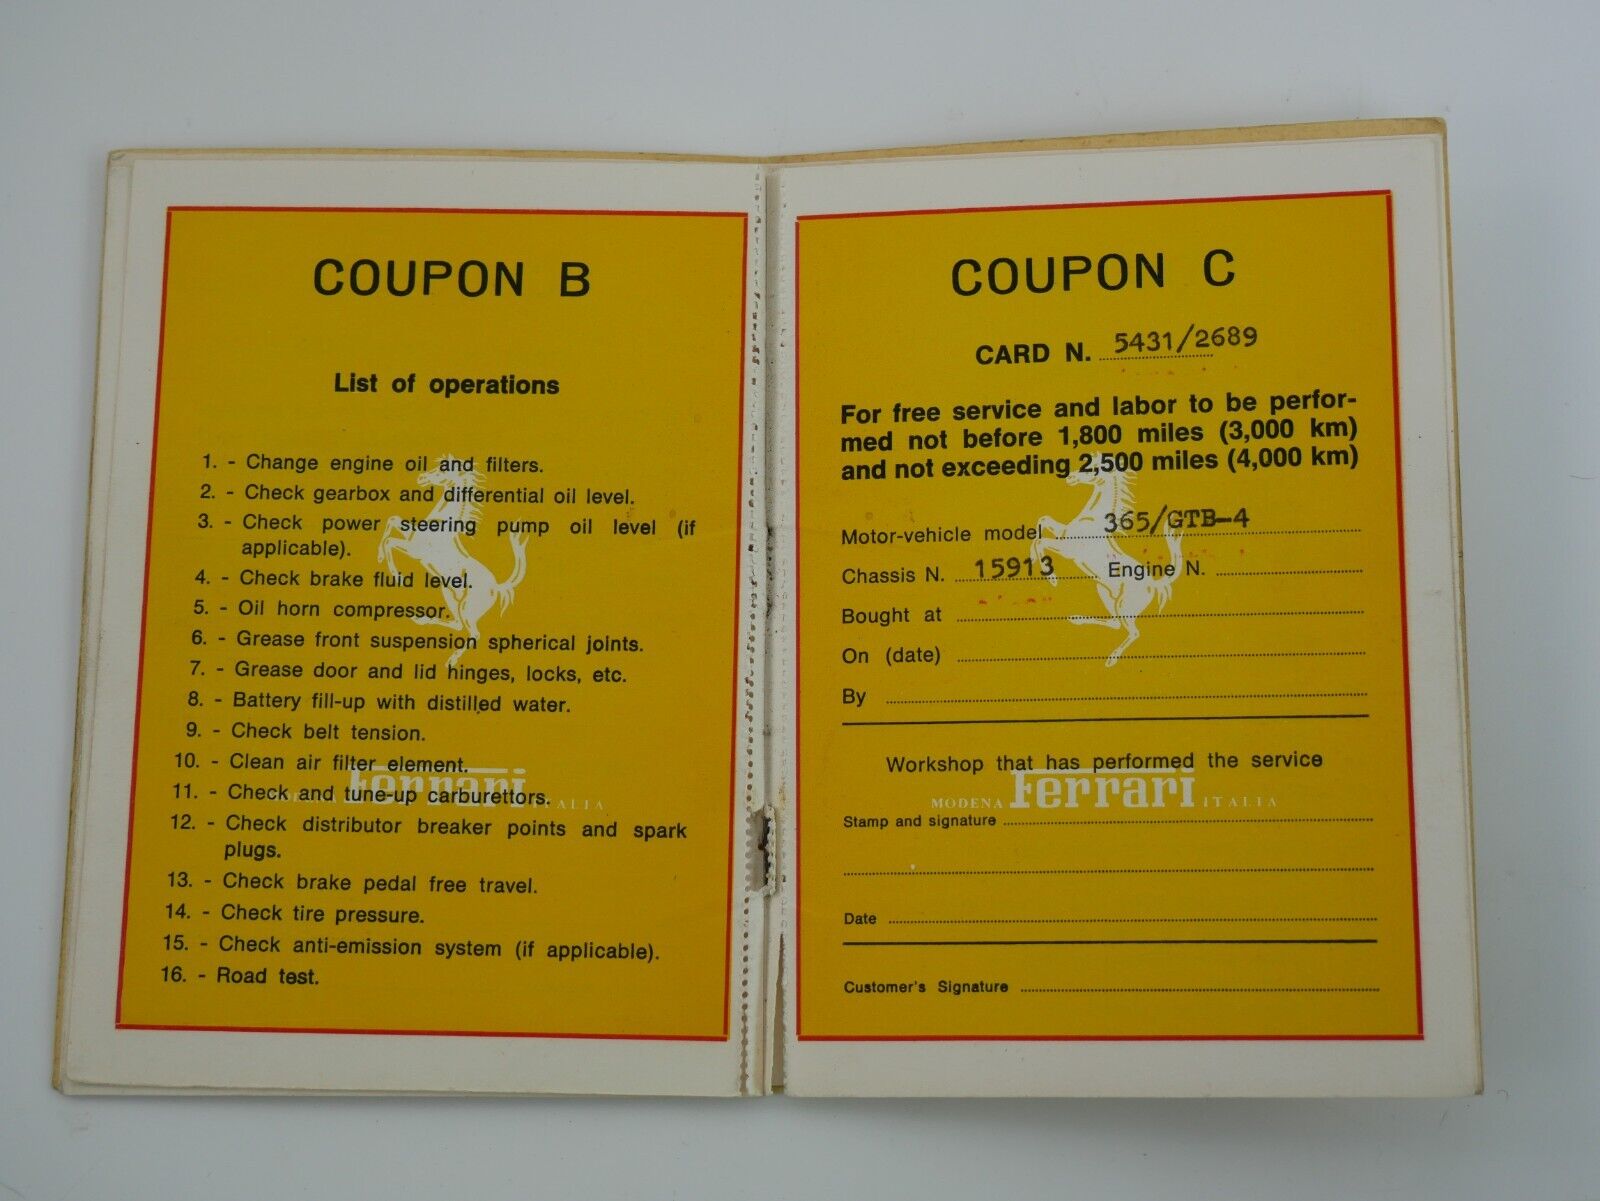 COUPON B
List of operations
1. - Change engine oil and filters.
2. - Check gearbox and differential oil level.
3. - Check power steering pump oil level (if
applicable).
4. - Check brake fluid level.
5. - Oil horn compressor.
6. - Grease front suspension spherical joints.
7. - Grease door and lid hinges, locks, etc.
8. - Battery fill-up with distilled water.
9. - Check belt tension.
10. - Clean air filter element.
11. - Check and tune-up carburettors.
12. - Check distributor breaker points and spark
plugs.
13. - Check brake pedal free travel.
14. - Check tire pressure.
15. - Check anti-emission system (if applicable).
16. - Road test.
MODENA Ferrari ITALIA
COUPON C
CARD N. 5431/2689
For free service and labor to be perfor-
med not before 1,800 miles (3,000 km)
and not exceeding 2,500 miles (4,000 km)
Motor-vehicle model 365/GTB-4
Chassis N. 15913 Engine N.
Bought at
On (date)
By
Workshop that has performed the service
MODENA Ferrari ITALIA
Stamp and signature
Date
Customer's Signature